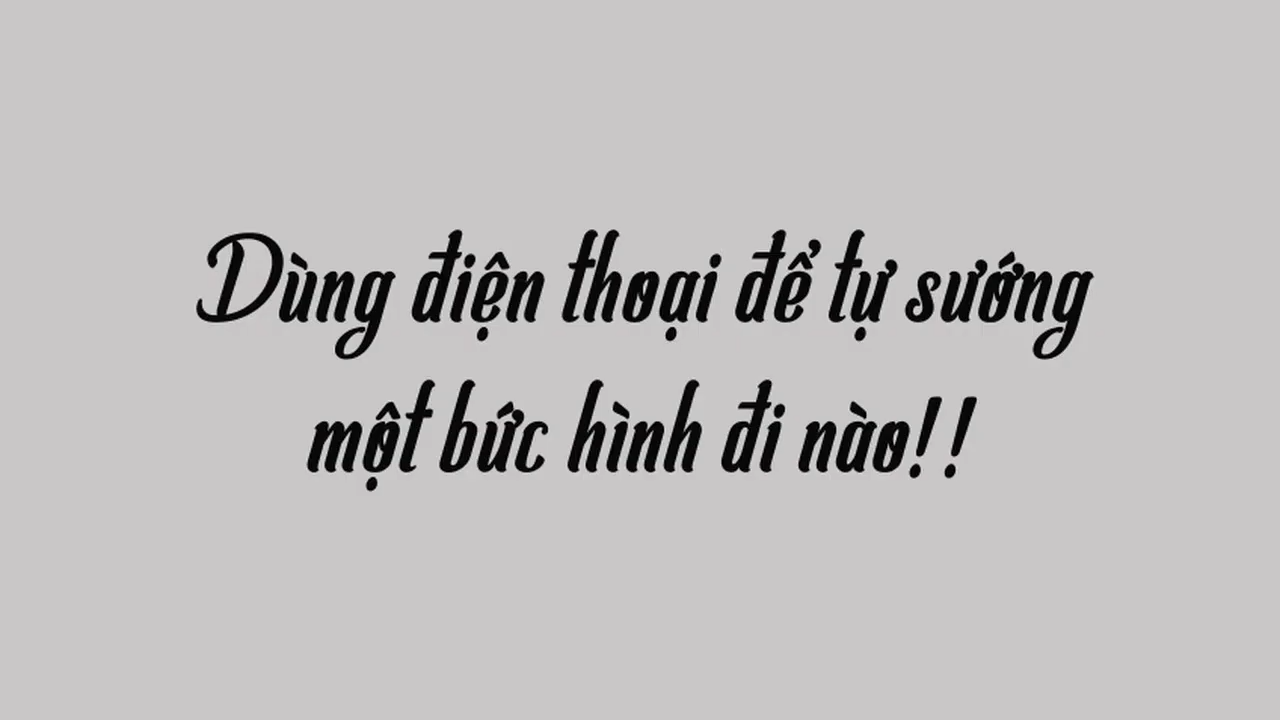 Dùng điện thoại để tự sướng
một bức hình đi nào!!